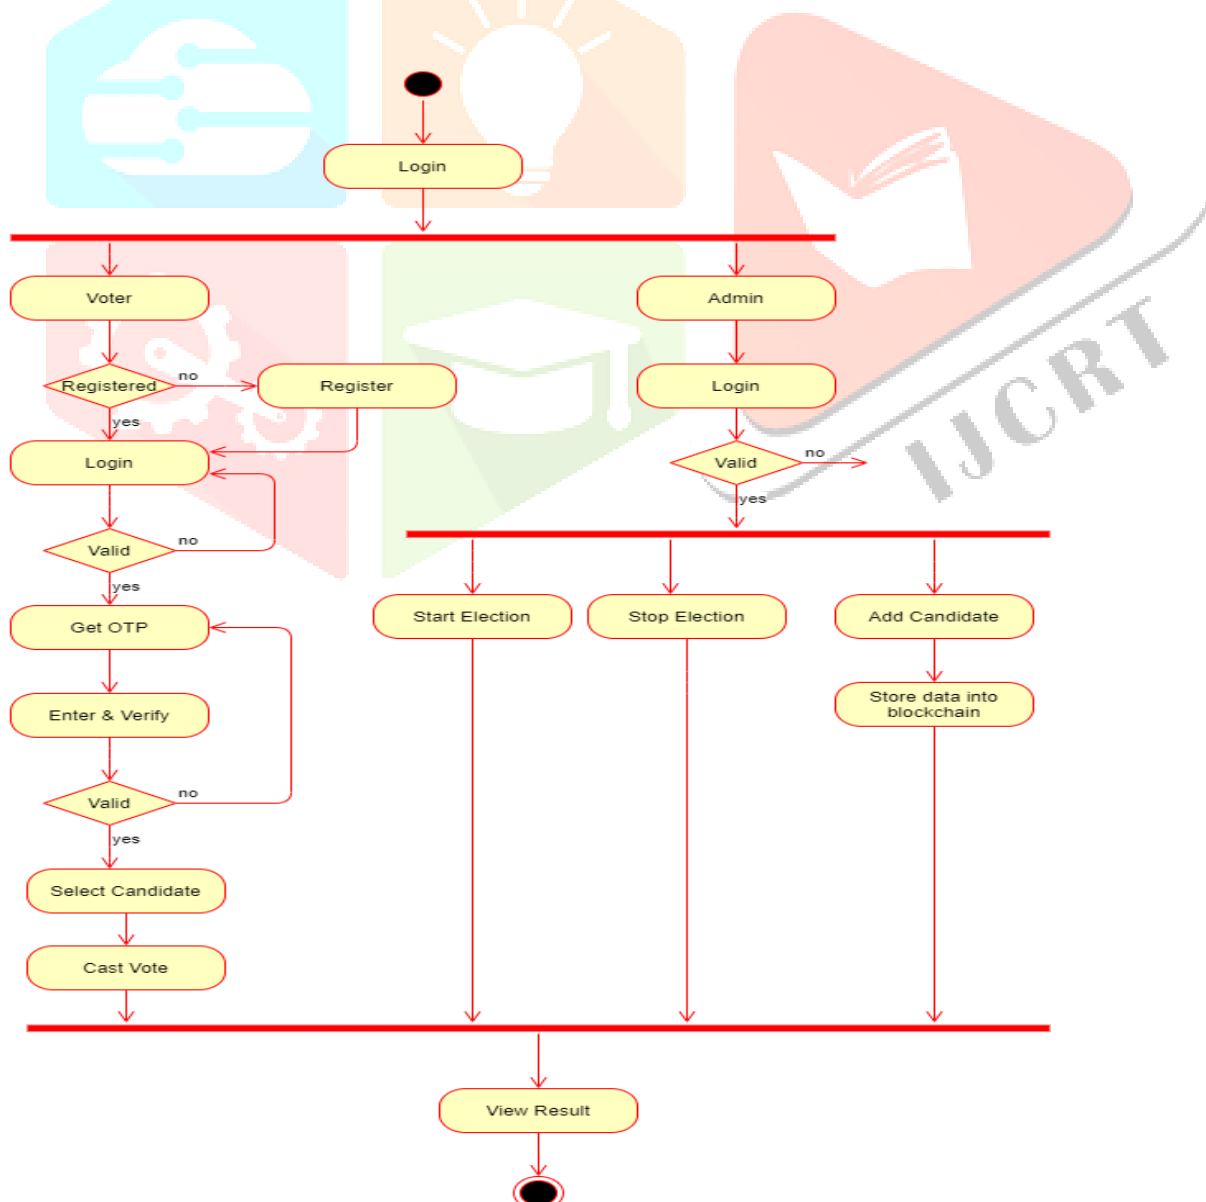 Login
Voter
Admin
Registered
no
Register
Login
yes
Login
Valid
no
yes
Valid
no
yes
Get OTP
Start Election
Stop Election
Add Candidate
Enter & Verify
Store data into
blockchain
Valid
no
yes
Select Candidate
Cast Vote
View Result
IJCRT